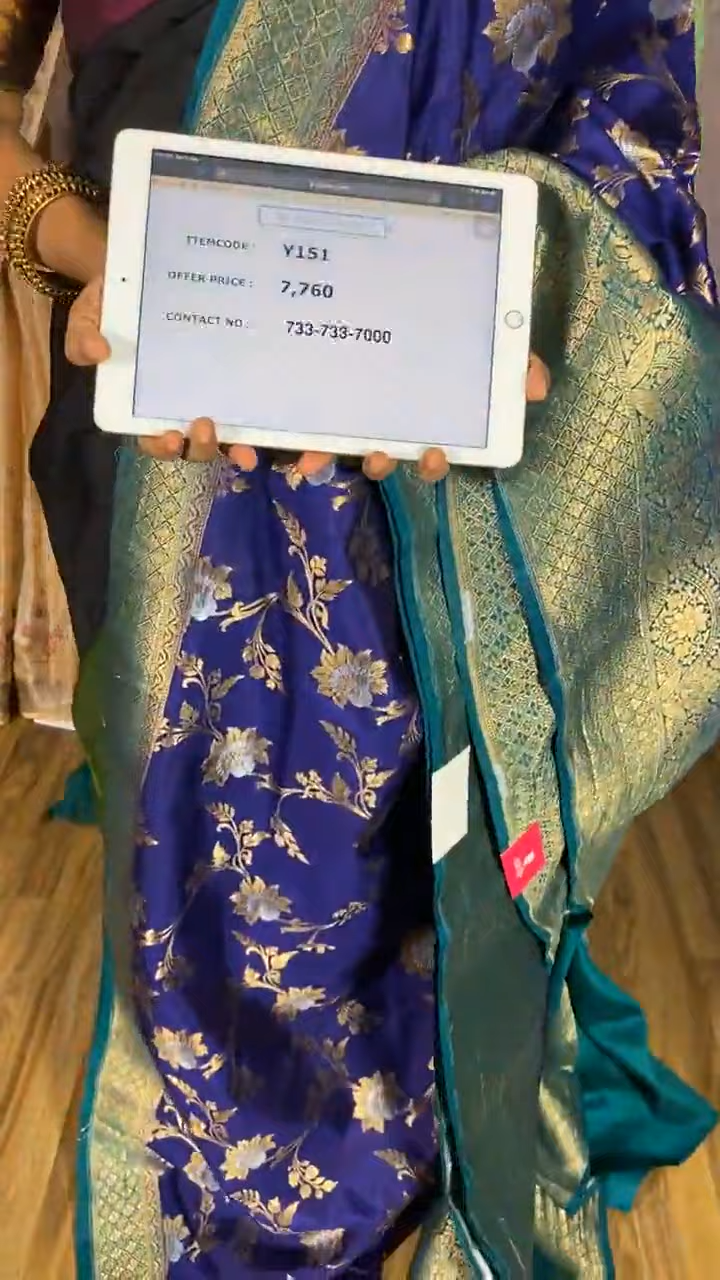 ITEMCODE : Y151
OFFER PRICE : 7,760
CONTACT NO : 733-733-7000